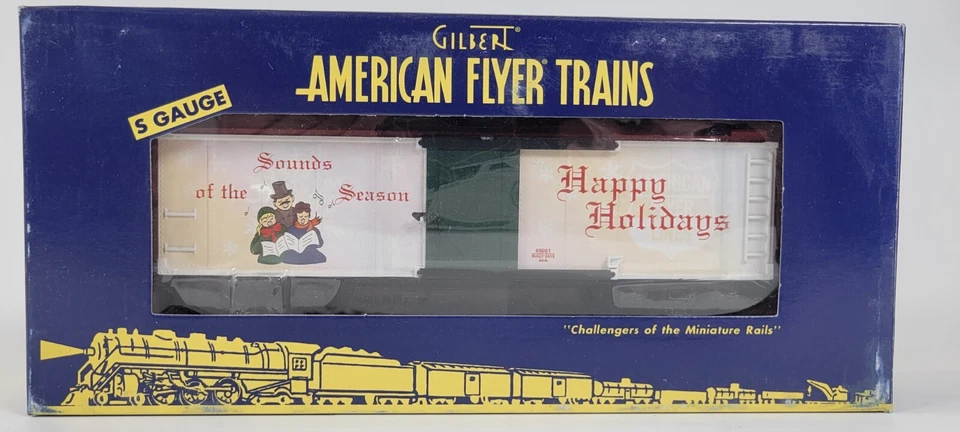 GILBERT®
AMERICAN FLYER® TRAINS
S GAUGE
Sounds
of the Season
Happy
Holidays
"Challengers of the Miniature Rails"